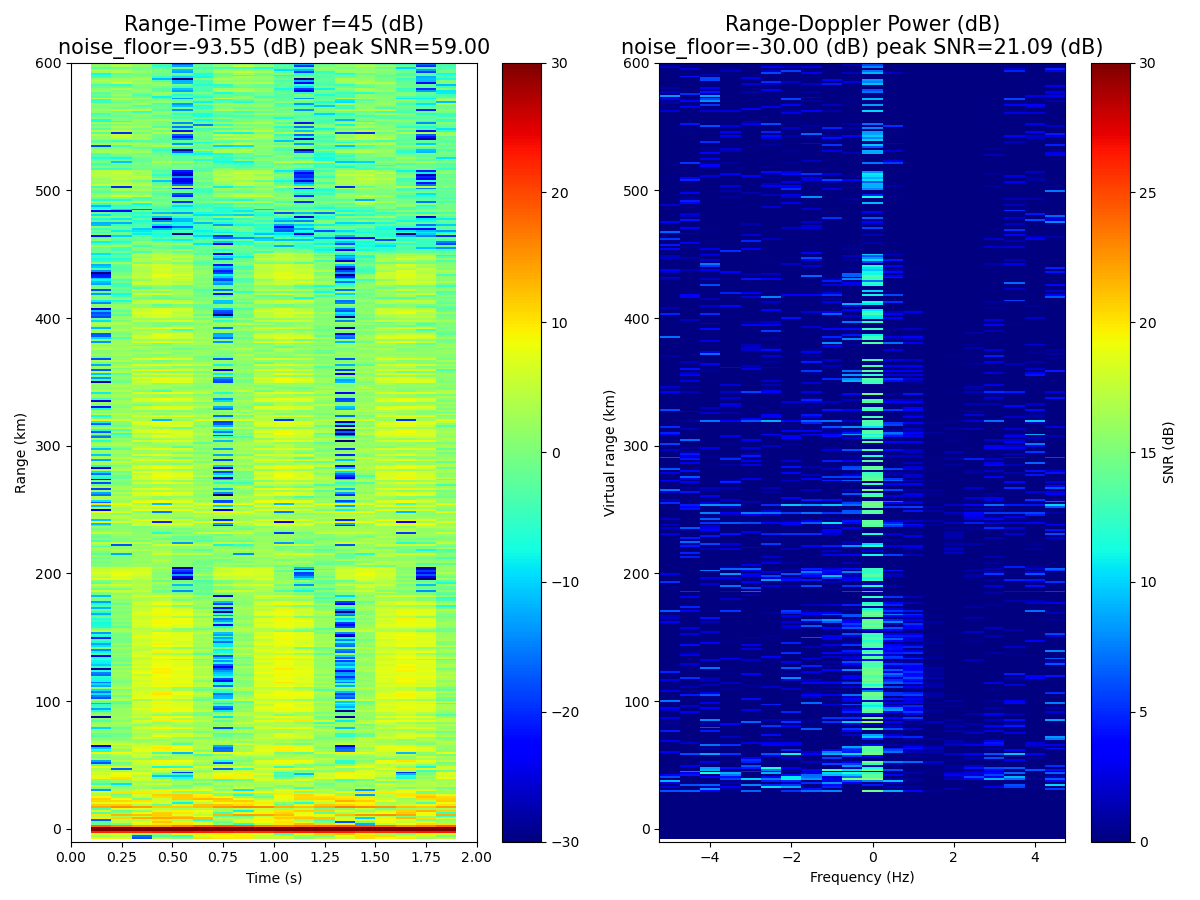 Range-Time Power f=45 (dB)
noise_floor=-93.55 (dB) peak SNR=59.00
Range-Doppler Power (dB)
noise_floor=-30.00 (dB) peak SNR=21.09 (dB)
600
500
400
300
200
100
0
Range (km)
0.00 0.25 0.50 0.75 1.00 1.25 1.50 1.75 2.00
Time (s)
30
20
10
0
−10
−20
−30
600
500
400
300
200
100
0
Virtual range (km)
−4 −2 0 2 4
Frequency (Hz)
30
25
20
15
10
5
0
SNR (dB)